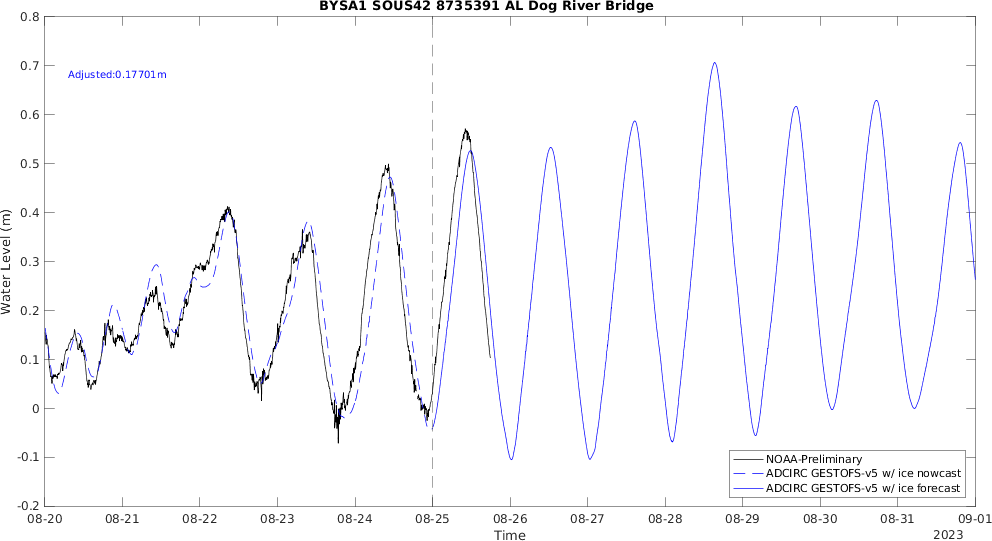 BYSA1 SOUS42 8735391 AL Dog River Bridge
0.8
0.7
Adjusted:0.17701m
0.6
0.5
0.4
0.3
Water Level (m)
0.2
0.1
0
-0.1
NOAA-Preliminary
ADCIRC GESTOFS-v5 w/ ice nowcast
ADCIRC GESTOFS-v5 w/ ice forecast
-0.2
08-20 08-21 08-22 08-23 08-24 08-25 08-26 08-27 08-28 08-29 08-30 08-31 09-01
Time
2023